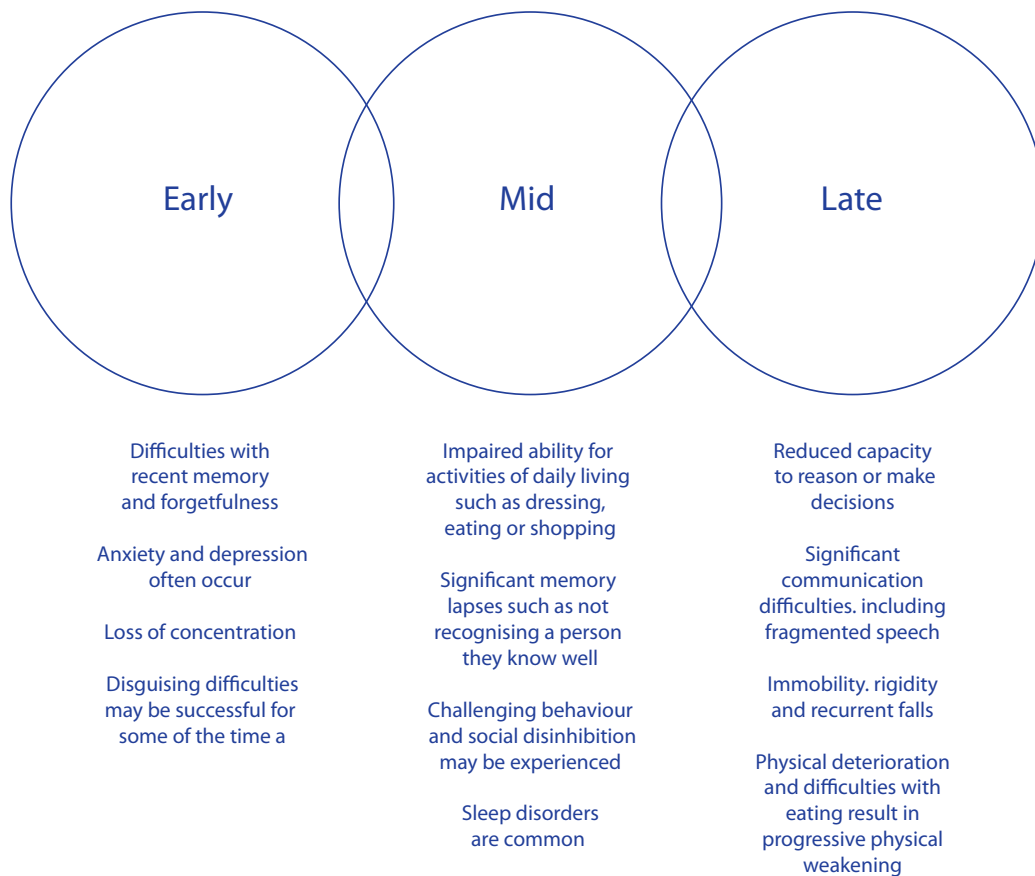 Early
Mid
Late
Difficulties with
recent memory
and forgetfulness
Anxiety and depression
often occur
Loss of concentration
Disguising difficulties
may be successful for
some of the time a
Impaired ability for
activities of daily living
such as dressing,
eating or shopping
Significant memory
lapses such as not
recognising a person
they know well
Challenging behaviour
and social disinhibition
may be experienced
Sleep disorders
are common
Reduced capacity
to reason or make
decisions
Significant
communication
difficulties. including
fragmented speech
Immobility. rigidity
and recurrent falls
Physical deterioration
and difficulties with
eating result in
progressive physical
weakening